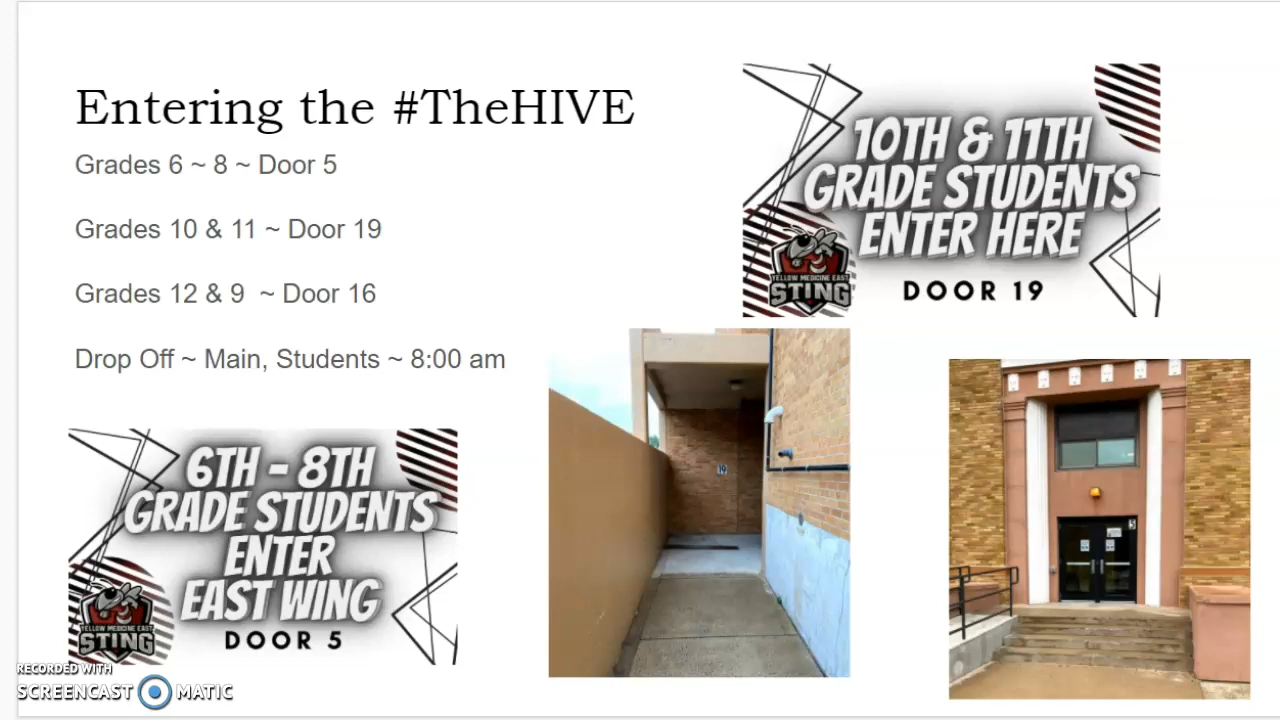 Entering the #TheHIVE
Grades 6 ~ 8 ~ Door 5
Grades 10 & 11 ~ Door 19
Grades 12 & 9  ~ Door 16
Drop Off ~ Main, Students ~ 8:00 am
10TH & 11TH
GRADE STUDENTS
ENTER HERE
DOOR 19
YELLOW MEDICINE EAST
STING
6TH - 8TH
GRADE STUDENTS
ENTER
EAST WING
DOOR 5
YELLOW MEDICINE EAST
STING
19
5
RECORDED WITH
SCREENCAST MATIC